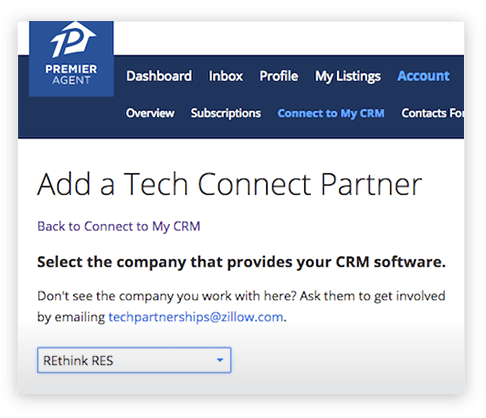 PREMIER
AGENT
Dashboard Inbox Profile My Listings Account
Overview Subscriptions Connect to My CRM Contacts For
Add a Tech Connect Partner
Back to Connect to My CRM
Select the company that provides your CRM software.
Don't see the company you work with here? Ask them to get involved
by emailing techpartnerships@zillow.com.
REthink RES